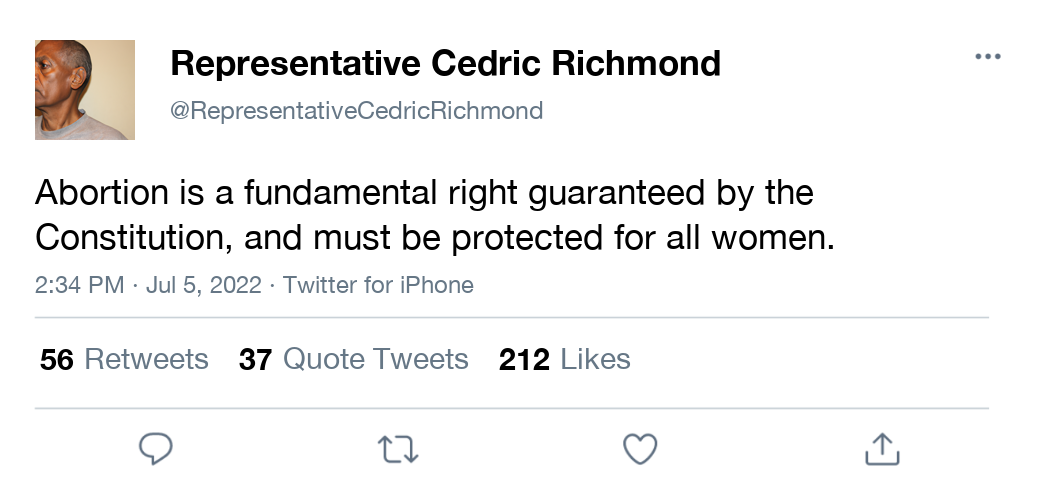 Representative Cedric Richmond
@RepresentativeCedricRichmond
Abortion is a fundamental right guaranteed by the
Constitution, and must be protected for all women.
2:34 PM · Jul 5, 2022 · Twitter for iPhone
56 Retweets 37 Quote Tweets 212 Likes